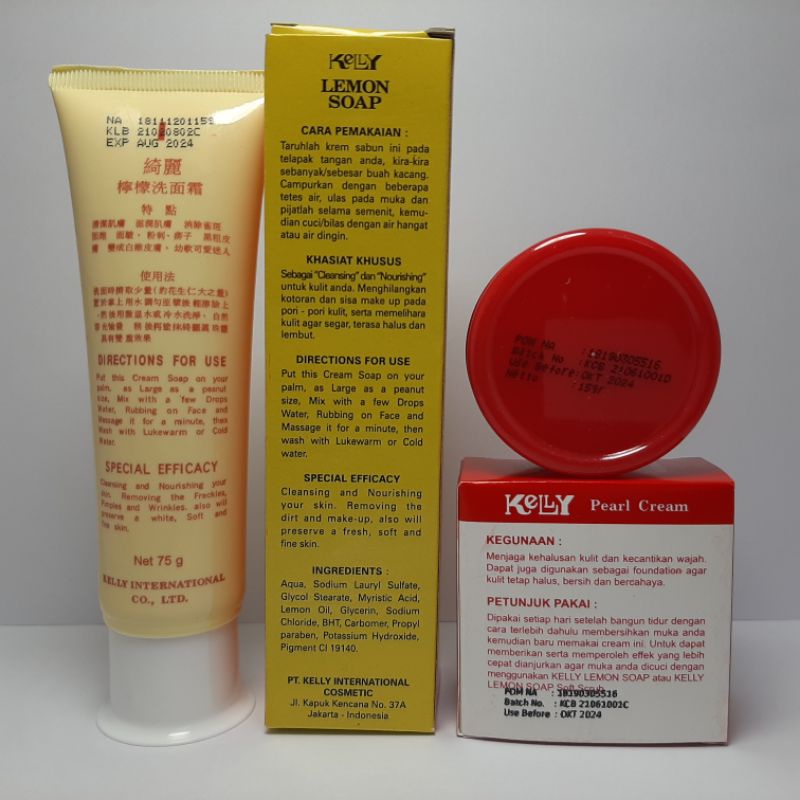 NA 18111201159
KLB 21020802C
EXP AUG 2024
綺麗
檸檬洗面霜
特 點
使用法
DIRECTIONS FOR USE
Put this Cream Soap on your
palm, as Large as a peanut
size, Mix with a few Drops
Water, Rubbing on Face and
Massage it for a minute, then
wash with Lukewarm or Cold
Water.
SPECIAL EFFICACY
Cleansing and Nourishing your
skin. Removing the Freckles,
Pimples and Wrinkles. also will
preserve a white, Soft and
fine skin.
Net 75 g
KELLY INTERNATIONAL
CO., LTD.
KELLY
LEMON
SOAP
CARA PEMAKAIAN :
Taruhlah krem sabun ini pada
telapak tangan anda, kira-kira
sebanyak/sebesar buah kacang.
Campurkan dengan beberapa
tetes air, ulas pada muka dan
pijatlah selama semenit, kemu-
dian cuci/bilas dengan air hangat
atau air dingin.
KHASIAT KHUSUS
Sebagai "Cleansing" dan "Nourishing"
untuk kulit anda. Menghilangkan
kotoran dan sisa make up pada
pori - pori kulit, serta memelihara
kulit agar segar, terasa halus dan
lembut.
DIRECTIONS FOR USE
Put this Cream Soap on your
palm, as Large as a peanut
size, Mix with a few Drops
Water, Rubbing on Face and
Massage it for a minute, then
wash with Lukewarm or Cold
water.
SPECIAL EFFICACY
Cleansing and Nourishing
your skin. Removing the
dirt and make-up, also will
preserve a fresh, soft and
fine skin.
INGREDIENTS :
Aqua, Sodium Lauryl Sulfate,
Glycol Stearate, Myristic Acid,
Lemon Oil, Glycerin, Sodium
Chloride, BHT, Carbomer, Propyl
paraben, Potassium Hydroxide,
Pigment CI 19140.
PT. KELLY INTERNATIONAL
COSMETIC
Jl. Kapuk Kencana No. 37A
Jakarta - Indonesia
POM NA : 18190305516
Batch No : KCB 21061001D
Use Before : OKT 2024
Netto : 15gr
KELLY Pearl Cream
KEGUNAAN :
Menjaga kehalusan kulit dan kecantikan wajah.
Dapat juga digunakan sebagai foundation agar
kulit tetap halus, bersih dan bercahaya.
PETUNJUK PAKAI :
Dipakai setiap hari setelah bangun tidur dengan
cara terlebih dahulu membersihkan muka anda
kemudian baru memakai cream ini. Untuk dapat
memberikan serta memperoleh effek yang lebih
cepat dianjurkan agar muka anda dicuci dengan
menggunakan KELLY LEMON SOAP atau KELLY
LEMON SOAP Soft Scrub
POM NA : 18190305516
Batch No. : KCB 21061001C
Use Before : OKT 2024